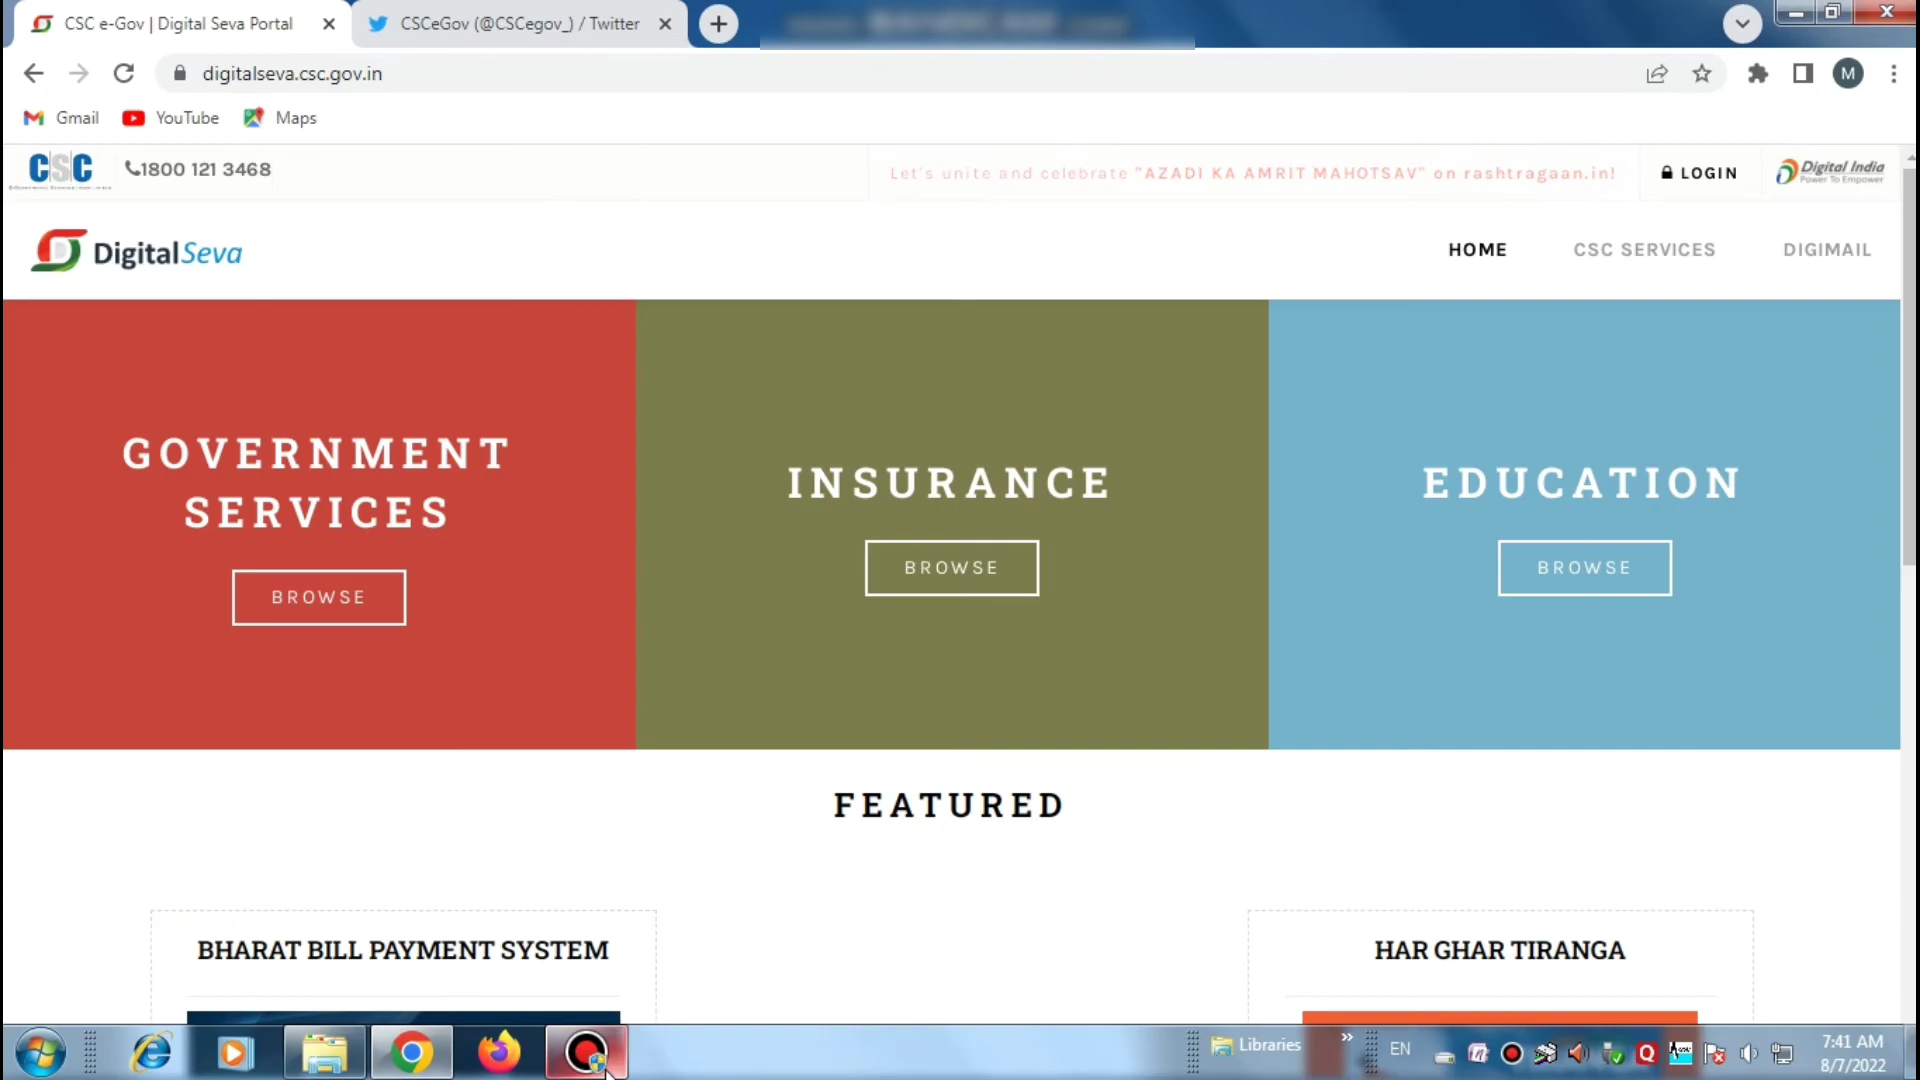 CSC e-Gov | Digital Seva Portal
CSCeGov (@CSCegov_) / Twitter
digitalseva.csc.gov.in
M
Gmail
YouTube
Maps
CSC
1800 121 3468
Let's unite and celebrate "AZADI KA AMRIT MAHOTSAV" on rashtragaan.in!
LOGIN
Digital India
Power To Empower
DigitalSeva
HOME
CSC SERVICES
DIGIMAIL
GOVERNMENT
SERVICES
BROWSE
INSURANCE
BROWSE
EDUCATION
BROWSE
FEATURED
BHARAT BILL PAYMENT SYSTEM
HAR GHAR TIRANGA
Libraries
EN
7:41 AM
8/7/2022